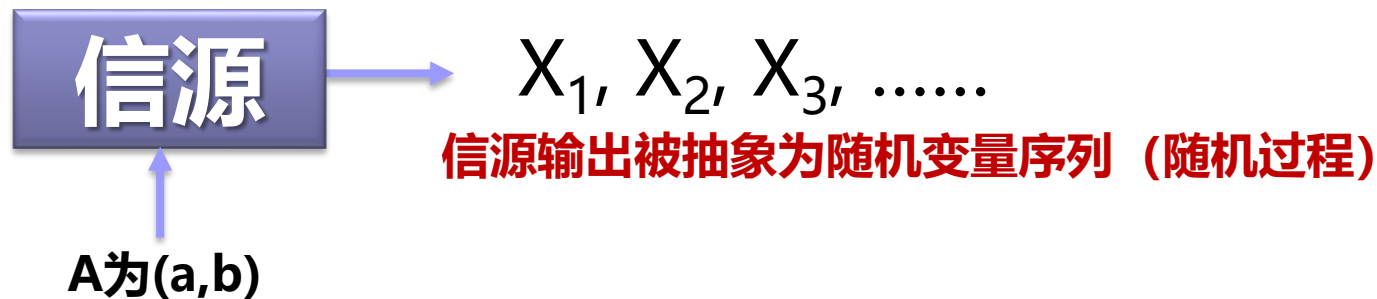 信源
X₁, X₂, X₃, ……
信源输出被抽象为随机变量序列（随机过程）
A为(a,b)